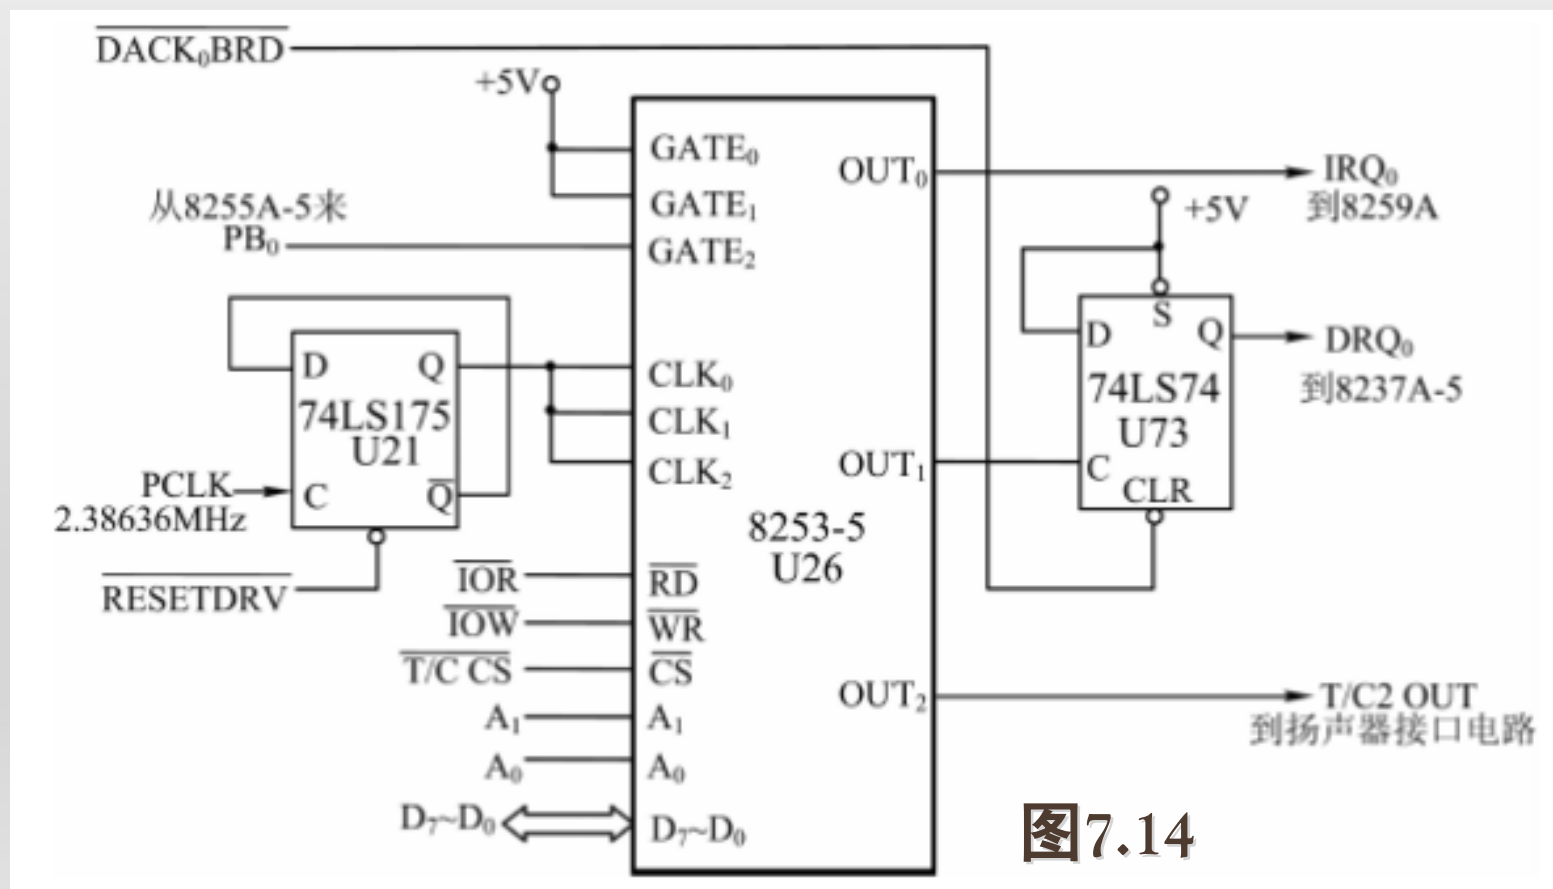 DACK₀BRD
+5V
从8255A-5来
PB₀
GATE₀
GATE₁
GATE₂
OUT₀
IRQ₀
到8259A
+5V
D
Q
74LS175
U21
C
Q
PCLK
2.38636MHz
RESETDRV
CLK₀
CLK₁
CLK₂
OUT₁
8253-5
U26
D
S
Q
74LS74
U73
C
CLR
DRQ₀
到8237A-5
IOR
RD
IOW
WR
T/C CS
CS
A₁
A₁
A₀
A₀
D₇~D₀
D₇~D₀
OUT₂
T/C2 OUT
到扬声器接口电路
图7.14